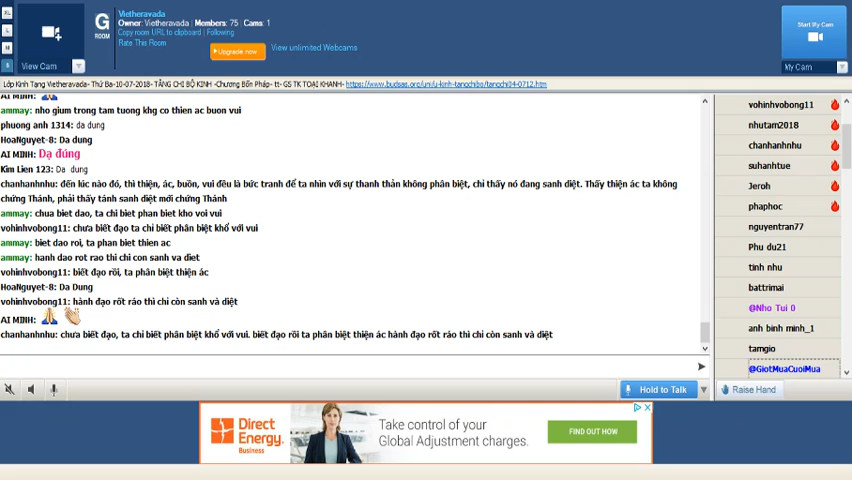 XL
L
M
S
View Cam
G
ROOM
Vietheravada
Owner: Vietheravada | Members: 75 | Cams: 1
Copy room URL to clipboard | Following
Rate This Room
Upgrade now
View unlimited Webcams
Start My Cam
My Cam
Lớp Kinh Tạng Vietheravada- Thứ Ba-10-07-2018- TĂNG CHI BỘ KINH -Chương Bốn Pháp- tt- GS TK TOẠI KHANH- https://www.budsas.org/uni/u-kinh-tangchibo/tangchi04-0712.htm
AI MINH:
ammay: nho gium trong tam tuong khg co thien ac buon vui
phuong anh 1314: da dung
HoaNguyet-8: Da dung
AI MINH: Dạ đúng
Kim Lien 123: Da dung
chanhanhnhu: đến lúc nào đó, thì thiện, ác, buồn, vui đều là bức tranh để ta nhìn với sự thanh thản không phân biệt, chỉ thấy nó đang sanh diệt. Thấy thiện ác ta không
chứng Thánh, phải thấy tánh sanh diệt mới chứng Thánh
ammay: chua biet dao, ta chi biet phan biet kho voi vui
vohinhvobong11: chưa biết đạo ta chỉ biết phân biệt khổ với vui
ammay: biet dao roi, ta phan biet thien ac
ammay: hanh dao rot rao thi chi con sanh va diet
vohinhvobong11: biết đạo rồi, ta phân biệt thiện ác
HoaNguyet-8: Da Dung
vohinhvobong11: hành đạo rốt ráo thì chỉ còn sanh và diệt
AI MINH:
chanhanhnhu: chưa biết đạo, ta chỉ biết phân biệt khổ với vui. biết đạo rồi ta phân biệt thiện ác hành đạo rốt ráo thì chỉ còn sanh và diệt
vohinhvobong11
nhutam2018
chanhanhnhu
suhanhtue
Jeroh
phaphoc
nguyentran77
Phu du21
tinh nhu
battrimai
@Nho Tui 0
anh binh minh_1
tamgio
@GiotMuaCuoiMua
Hold to Talk
Raise Hand
Direct Energy.
Business
Take control of your
Global Adjustment charges.
FIND OUT HOW